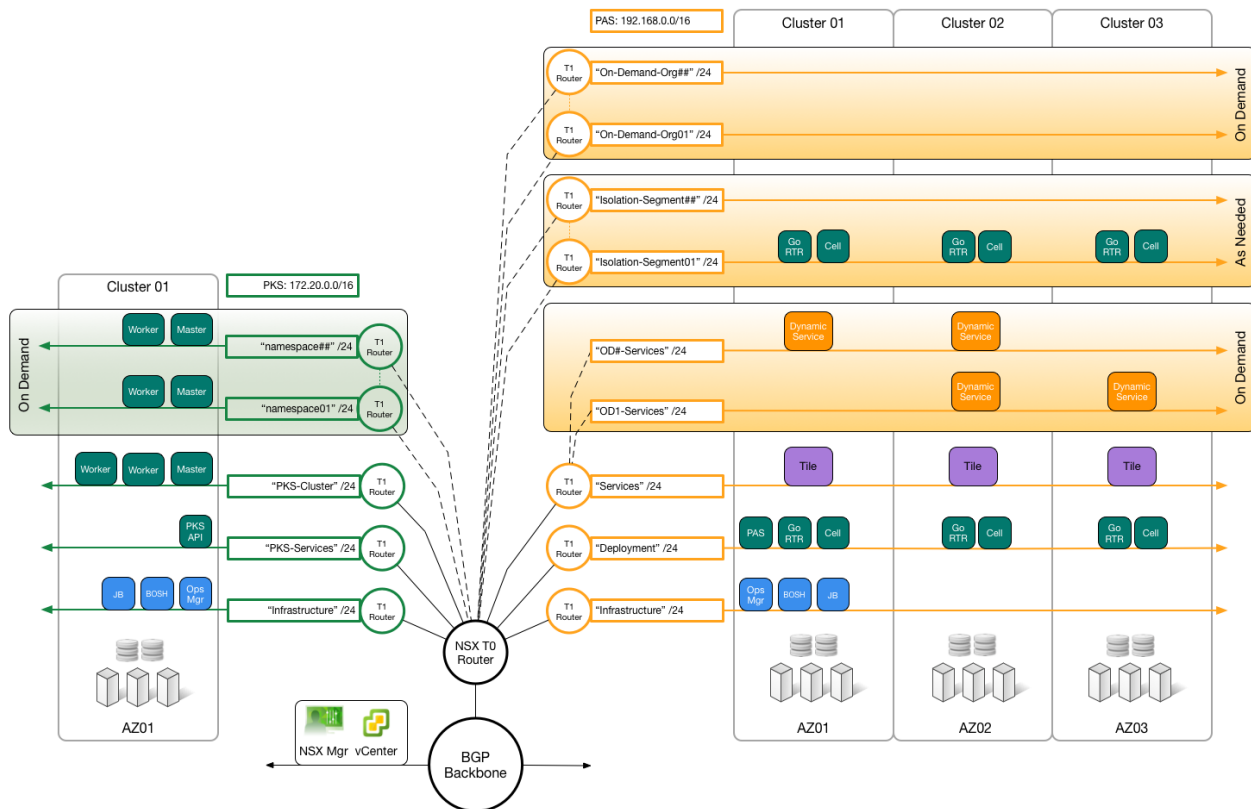 PAS: 192.168.0.0/16
Cluster 01
Cluster 02
Cluster 03
T1
Router
“On-Demand-Org##” /24
T1
Router
“On-Demand-Org01” /24
On Demand
T1
Router
“Isolation-Segment##” /24
T1
Router
“Isolation-Segment01” /24
Go
RTR
Cell
Go
RTR
Cell
Go
RTR
Cell
As Needed
Cluster 01
PKS: 172.20.0.0/16
On Demand
Worker
Master
“namespace##” /24
T1
Router
Worker
Master
“namespace01” /24
T1
Router
“OD#-Services” /24
Dynamic
Service
Dynamic
Service
“OD1-Services” /24
Dynamic
Service
Dynamic
Service
On Demand
Worker
Worker
Master
“PKS-Cluster” /24
T1
Router
T1
Router
“Services” /24
Tile
Tile
Tile
PKS
API
“PKS-Services” /24
T1
Router
T1
Router
“Deployment” /24
PAS
Go
RTR
Cell
Go
RTR
Cell
Go
RTR
Cell
JB
BOSH
Ops
Mgr
“Infrastructure” /24
T1
Router
T1
Router
“Infrastructure” /24
Ops
Mgr
BOSH
JB
NSX T0
Router
AZ01
AZ01
AZ02
AZ03
NSX Mgr
vCenter
BGP
Backbone